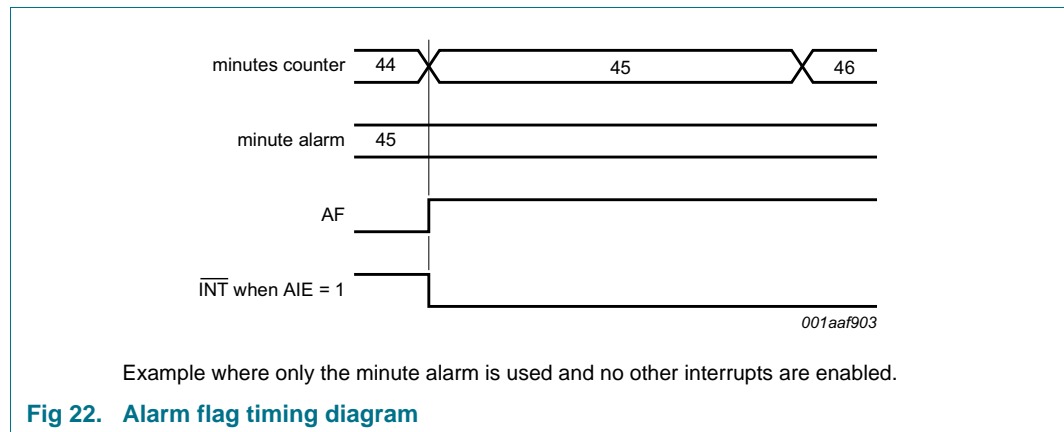 minutes counter 44 45 46
minute alarm 45
AF
INT when AIE = 1
001aaf903
Example where only the minute alarm is used and no other interrupts are enabled.
Fig 22. Alarm flag timing diagram